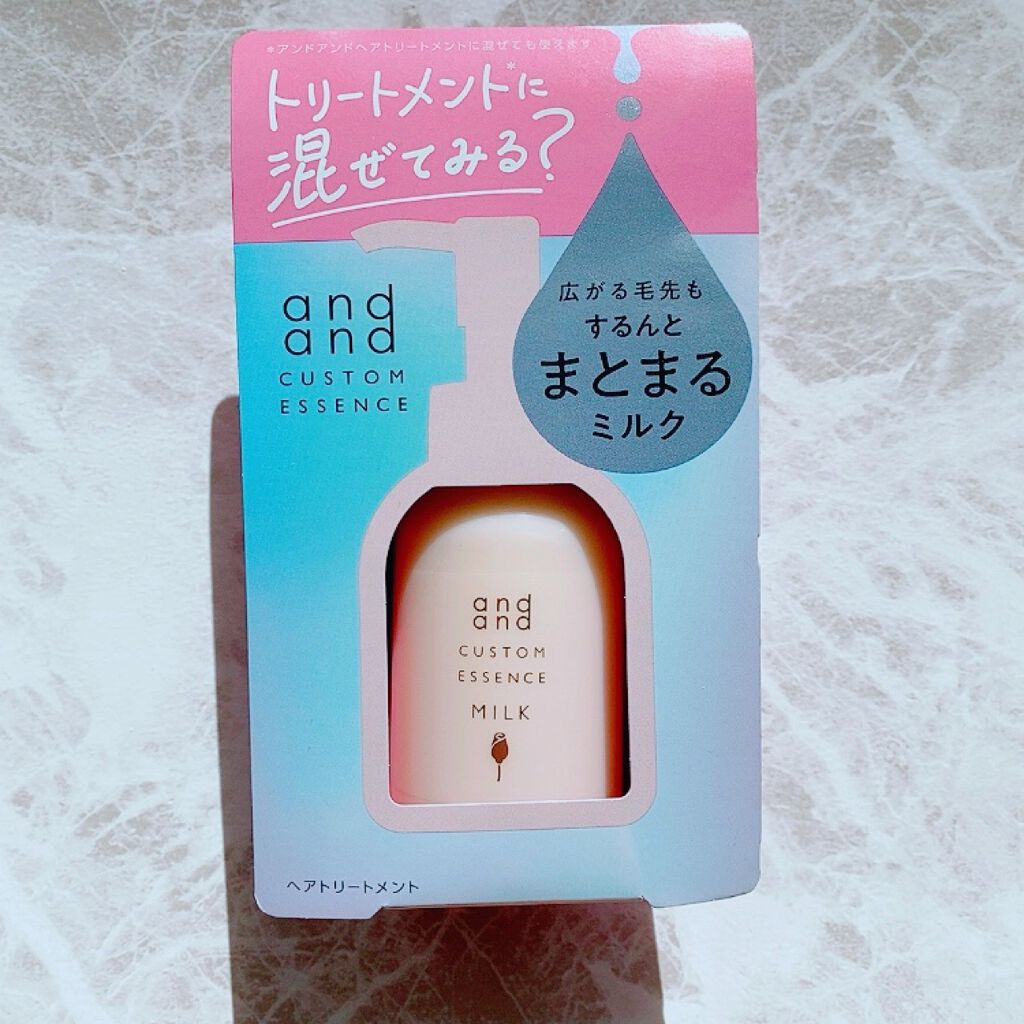 *アンドアンドヘアトリートメントに混ぜても使えます
トリートメント*に
混ぜてみる?
and
and
CUSTOM
ESSENCE
広がる毛先も
するんと
まとまる
ミルク
and
and
CUSTOM
ESSENCE
MILK
ヘアトリートメント